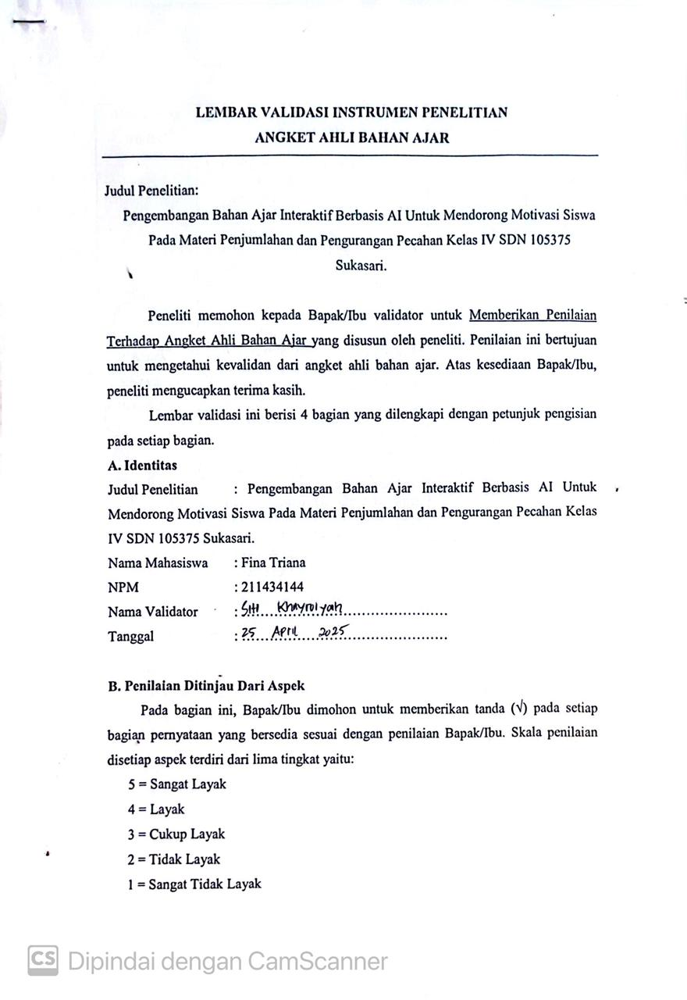 LEMBAR VALIDASI INSTRUMEN PENELITIAN
ANGKET AHLI BAHAN AJAR
Judul Penelitian:
Pengembangan Bahan Ajar Interaktif Berbasis AI Untuk Mendorong Motivasi Siswa
Pada Materi Penjumlahan dan Pengurangan Pecahan Kelas IV SDN 105375
Sukasari.
Peneliti memohon kepada Bapak/Ibu validator untuk Memberikan Penilaian
Terhadap Angket Ahli Bahan Ajar yang disusun oleh peneliti. Penilaian ini bertujuan
untuk mengetahui kevalidan dari angket ahli bahan ajar. Atas kesediaan Bapak/Ibu,
peneliti mengucapkan terima kasih.
Lembar validasi ini berisi 4 bagian yang dilengkapi dengan petunjuk pengisian
pada setiap bagian.
A. Identitas
Judul Penelitian : Pengembangan Bahan Ajar Interaktif Berbasis AI Untuk
Mendorong Motivasi Siswa Pada Materi Penjumlahan dan Pengurangan Pecahan Kelas
IV SDN 105375 Sukasari.
Nama Mahasiswa : Fina Triana
NPM : 211434144
Nama Validator : Siti Khayroiyah
Tanggal : 25 April 2025
B. Penilaian Ditinjau Dari Aspek
Pada bagian ini, Bapak/Ibu dimohon untuk memberikan tanda (√) pada setiap
bagian pernyataan yang bersedia sesuai dengan penilaian Bapak/Ibu. Skala penilaian
disetiap aspek terdiri dari lima tingkat yaitu:
5 = Sangat Layak
4 = Layak
3 = Cukup Layak
2 = Tidak Layak
1 = Sangat Tidak Layak
CS Dipindai dengan CamScanner